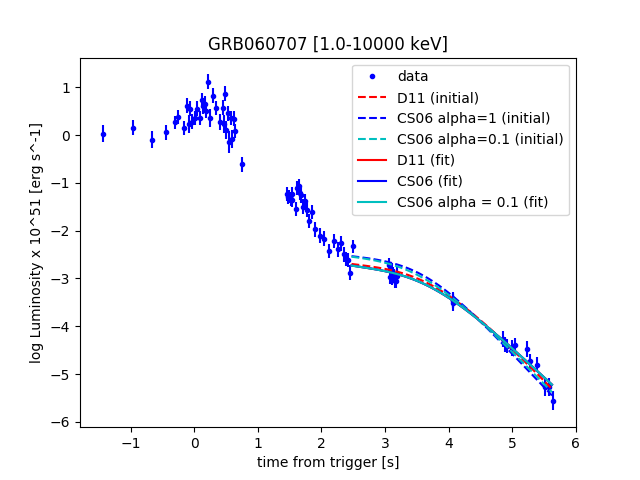 GRB060707 [1.0-10000 keV]
data
D11 (initial)
CS06 alpha=1 (initial)
CS06 alpha=0.1 (initial)
D11 (fit)
CS06 (fit)
CS06 alpha = 0.1 (fit)
log Luminosity x 10^51 [erg s^-1]
1
0
−1
−2
−3
−4
−5
−6
−1 0 1 2 3 4 5 6
time from trigger [s]